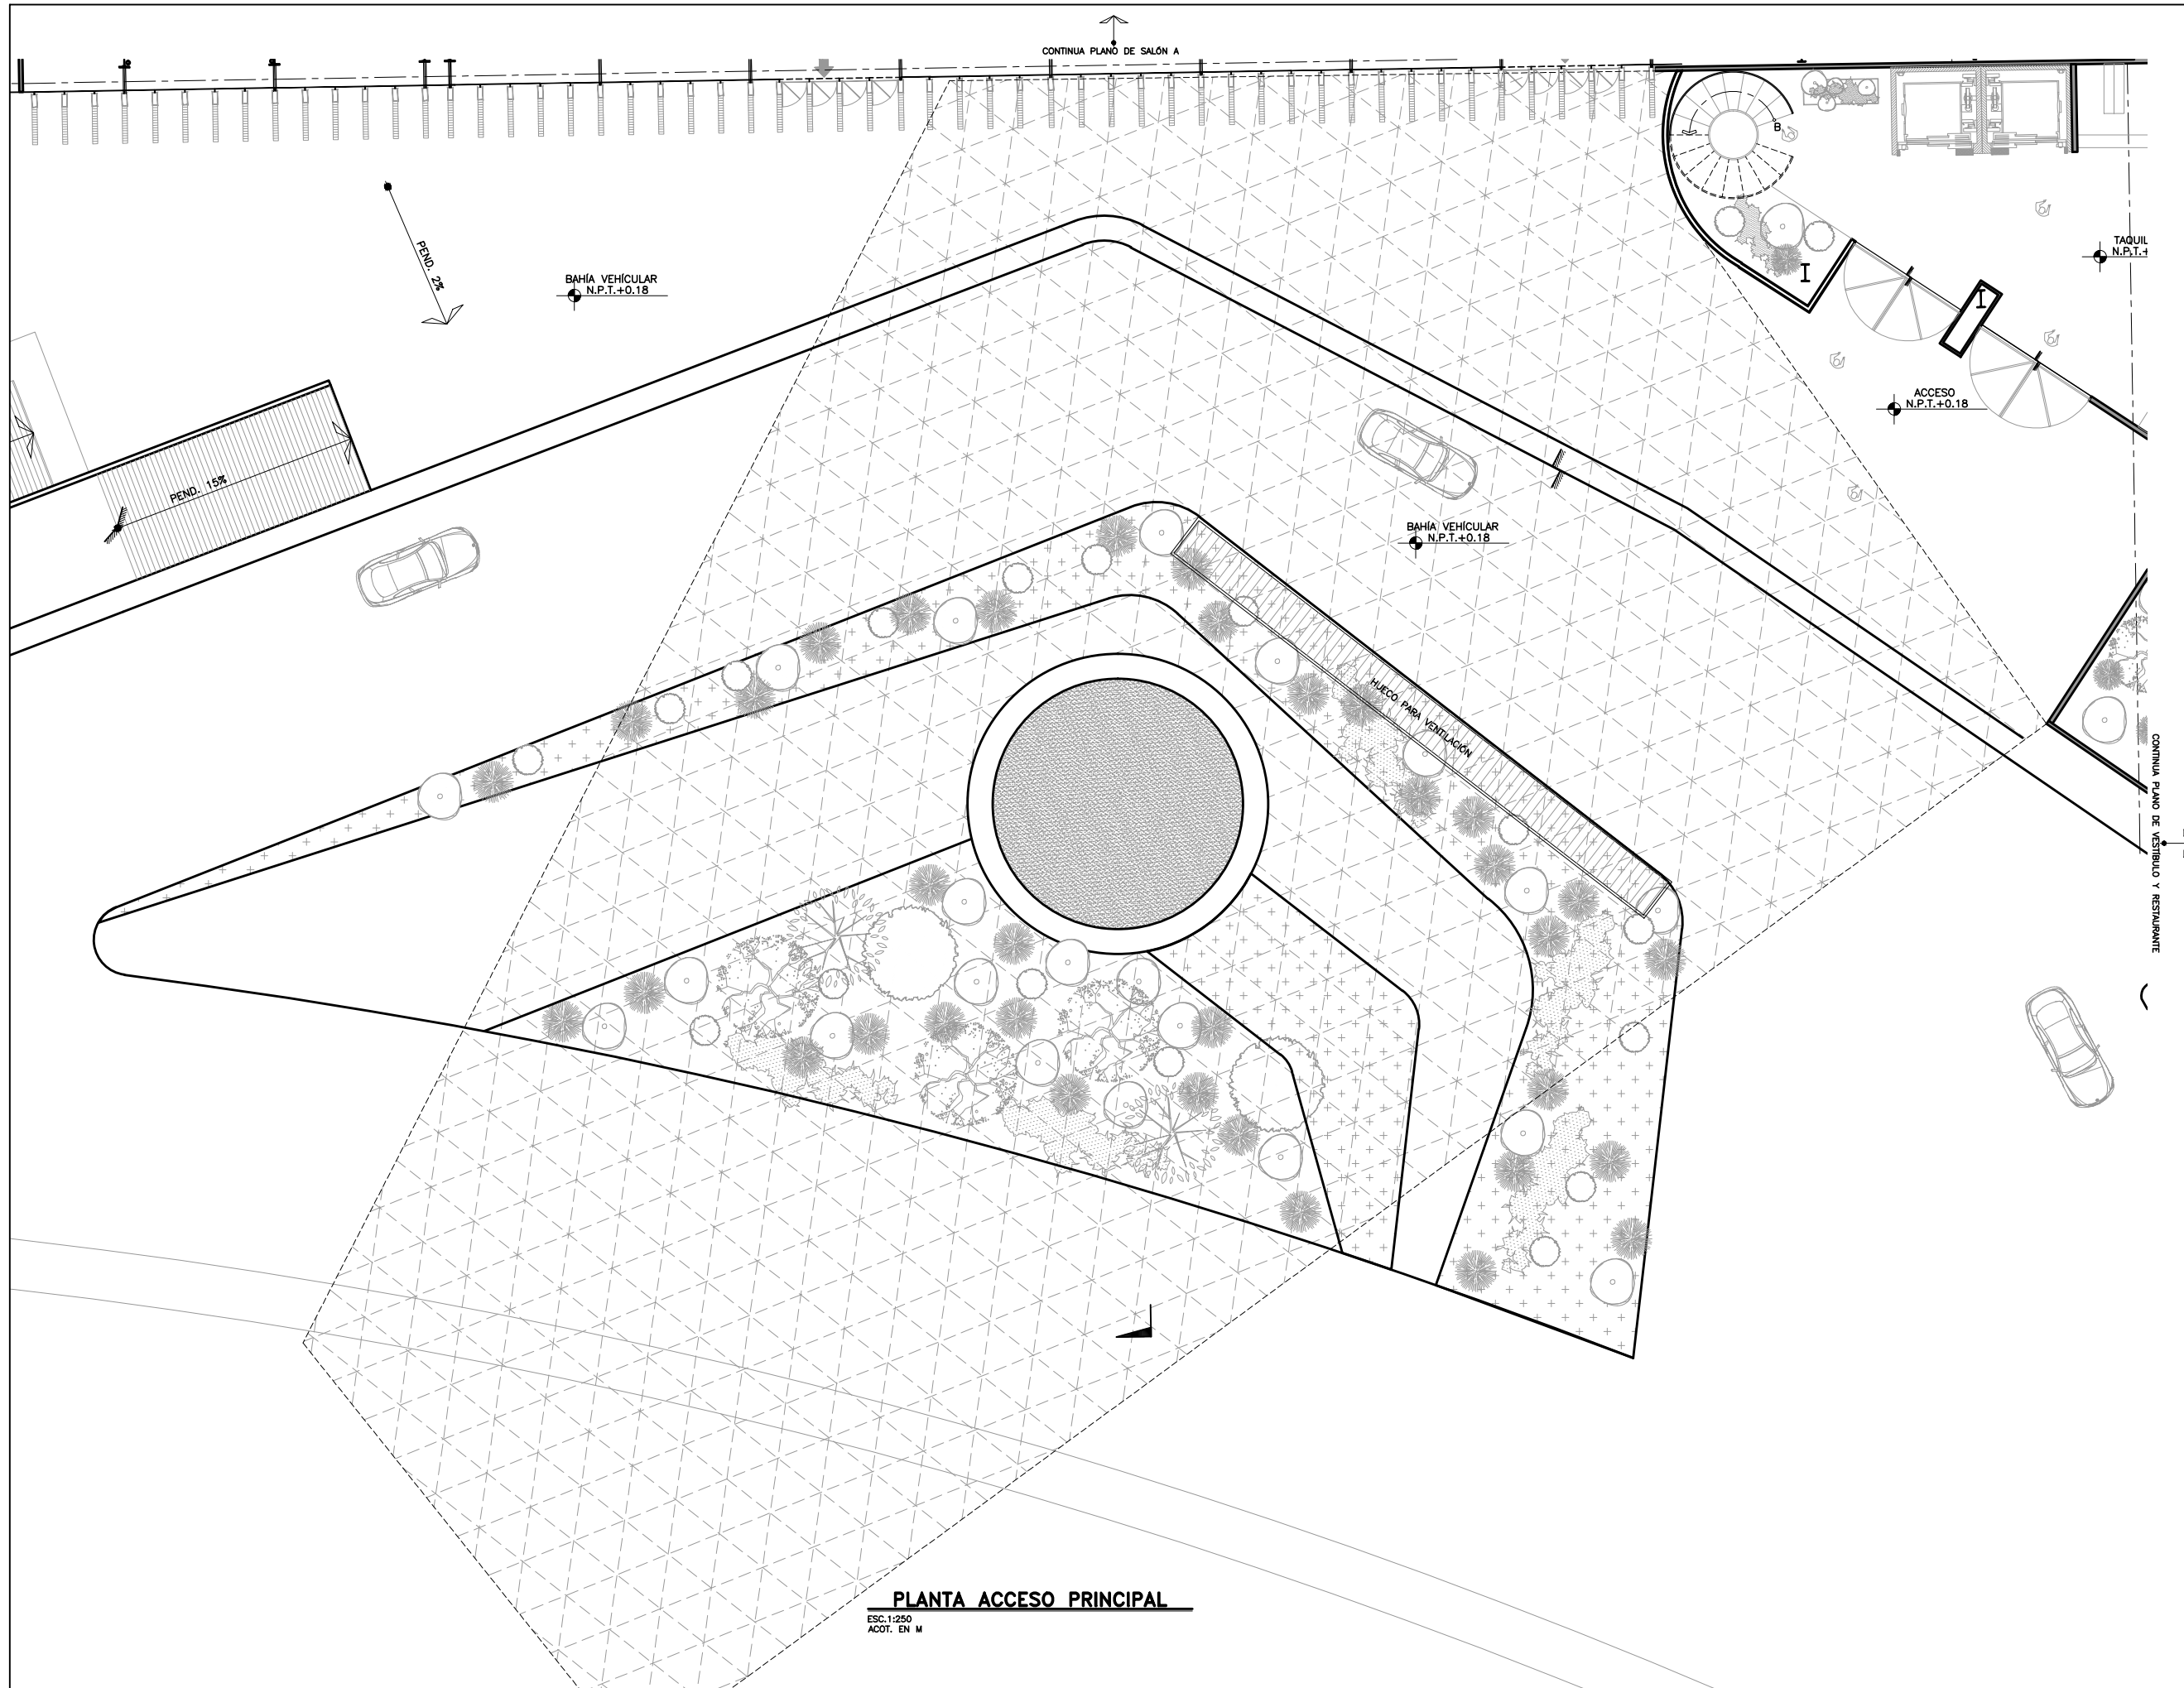 CONTINUA PLANO DE SALÓN A
B
PEND. 2%
BAHÍA VEHÍCULAR
N.P.T.+0.18
TAQUIL
N.P.T.+
ACCESO
N.P.T.+0.18
PEND. 15%
BAHÍA VEHÍCULAR
N.P.T.+0.18
HUECO PARA VENTILACIÓN
CONTINUA PLANO DE VESTÍBULO Y RESTAURANTE
PLANTA ACCESO PRINCIPAL
ESC.1:250
ACOT. EN M